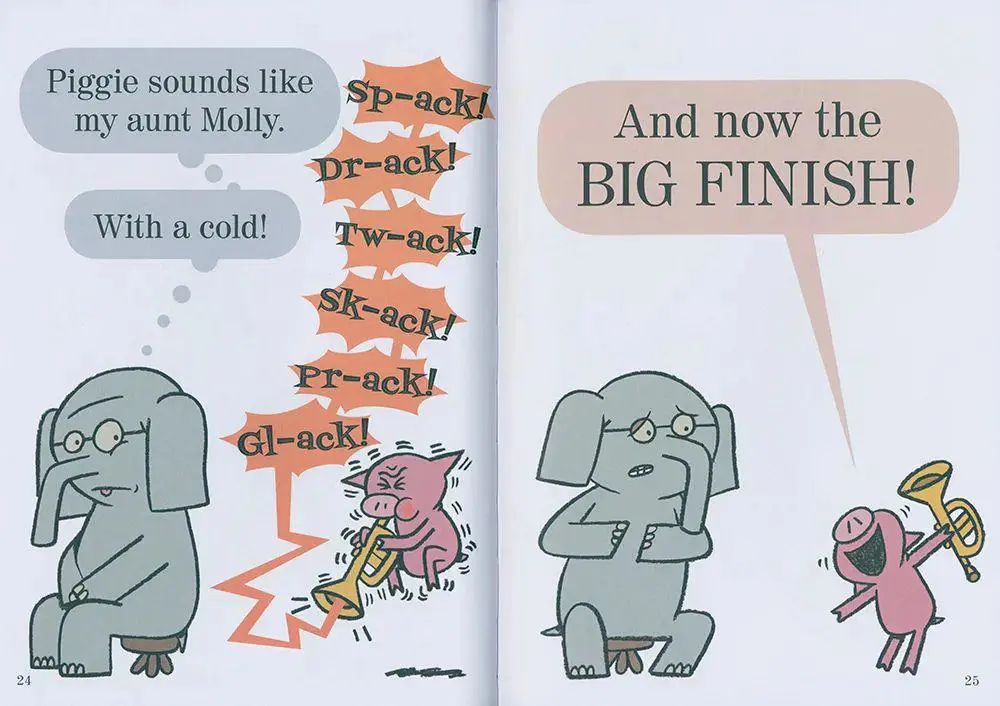 Piggie sounds like
my aunt Molly.
With a cold!
Sp-ack!
Dr-ack!
Tw-ack!
Sk-ack!
Pr-ack!
Gl-ack!
24
And now the
BIG FINISH!
25